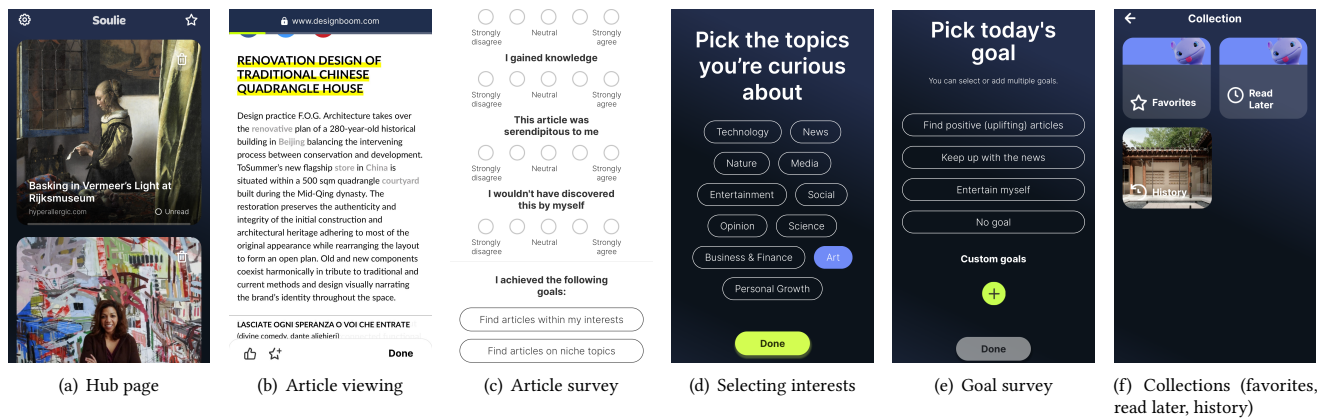 Soulie
Basking in Vermeer's Light at
Rijksmuseum
hyperallergic.com
Unread
(a) Hub page
www.designboom.com
RENOVATION DESIGN OF
TRADITIONAL CHINESE
QUADRANGLE HOUSE
Design practice F.O.G. Architecture takes over
the renovative plan of a 280-year-old historical
building in Beijing balancing the intervening
process between conservation and development.
ToSummer's new flagship store in China is
situated within a 500 sqm quadrangle courtyard
built during the Mid-Qing dynasty. The
restoration preserves the authenticity and
integrity of the initial construction and
architectural heritage adhering to most of the
original appearance while rearranging the layout
to form an open plan. Old and new components
coexist harmonically in tribute to traditional and
current methods and design visually narrating
the brand's identity throughout the space.
LASCIATE OGNI SPERANZA O VOI CHE ENTRATE
(divine comedy, dante alighieri)
Done
(b) Article viewing
Strongly
disagree
Neutral
Strongly
agree
I gained knowledge
Strongly
disagree
Neutral
Strongly
agree
This article was
serendipitous to me
Strongly
disagree
Neutral
Strongly
agree
I wouldn't have discovered
this by myself
Strongly
disagree
Neutral
Strongly
agree
I achieved the following
goals:
Find articles within my interests
Find articles on niche topics
(c) Article survey
Pick the topics
you're curious
about
Technology
News
Nature
Media
Entertainment
Social
Opinion
Science
Business & Finance
Art
Personal Growth
Done
(d) Selecting interests
Pick today's
goal
You can select or add multiple goals.
Find positive (uplifting) articles
Keep up with the news
Entertain myself
No goal
Custom goals
Done
(e) Goal survey
Collection
Favorites
Read
Later
History
(f) Collections (favorites,
read later, history)